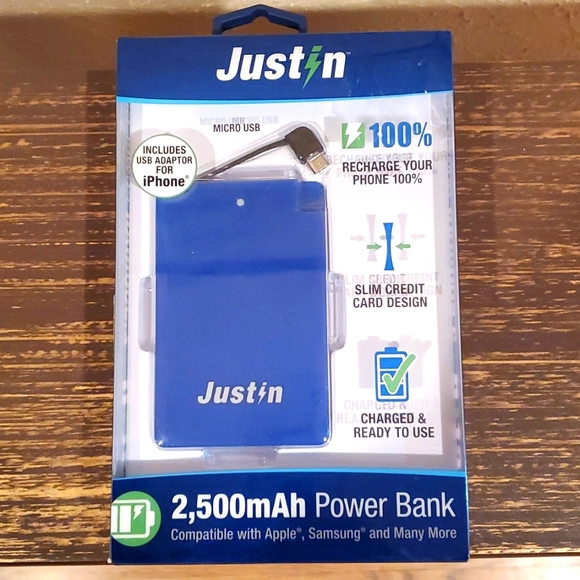 Justin™
MICRO USB
INCLUDES
USB ADAPTOR
FOR
iPhone®
100%
RECHARGE YOUR
PHONE 100%
SLIM CREDIT
CARD DESIGN
Justin
CHARGED &
READY TO USE
2,500mAh Power Bank
Compatible with Apple®, Samsung® and Many More